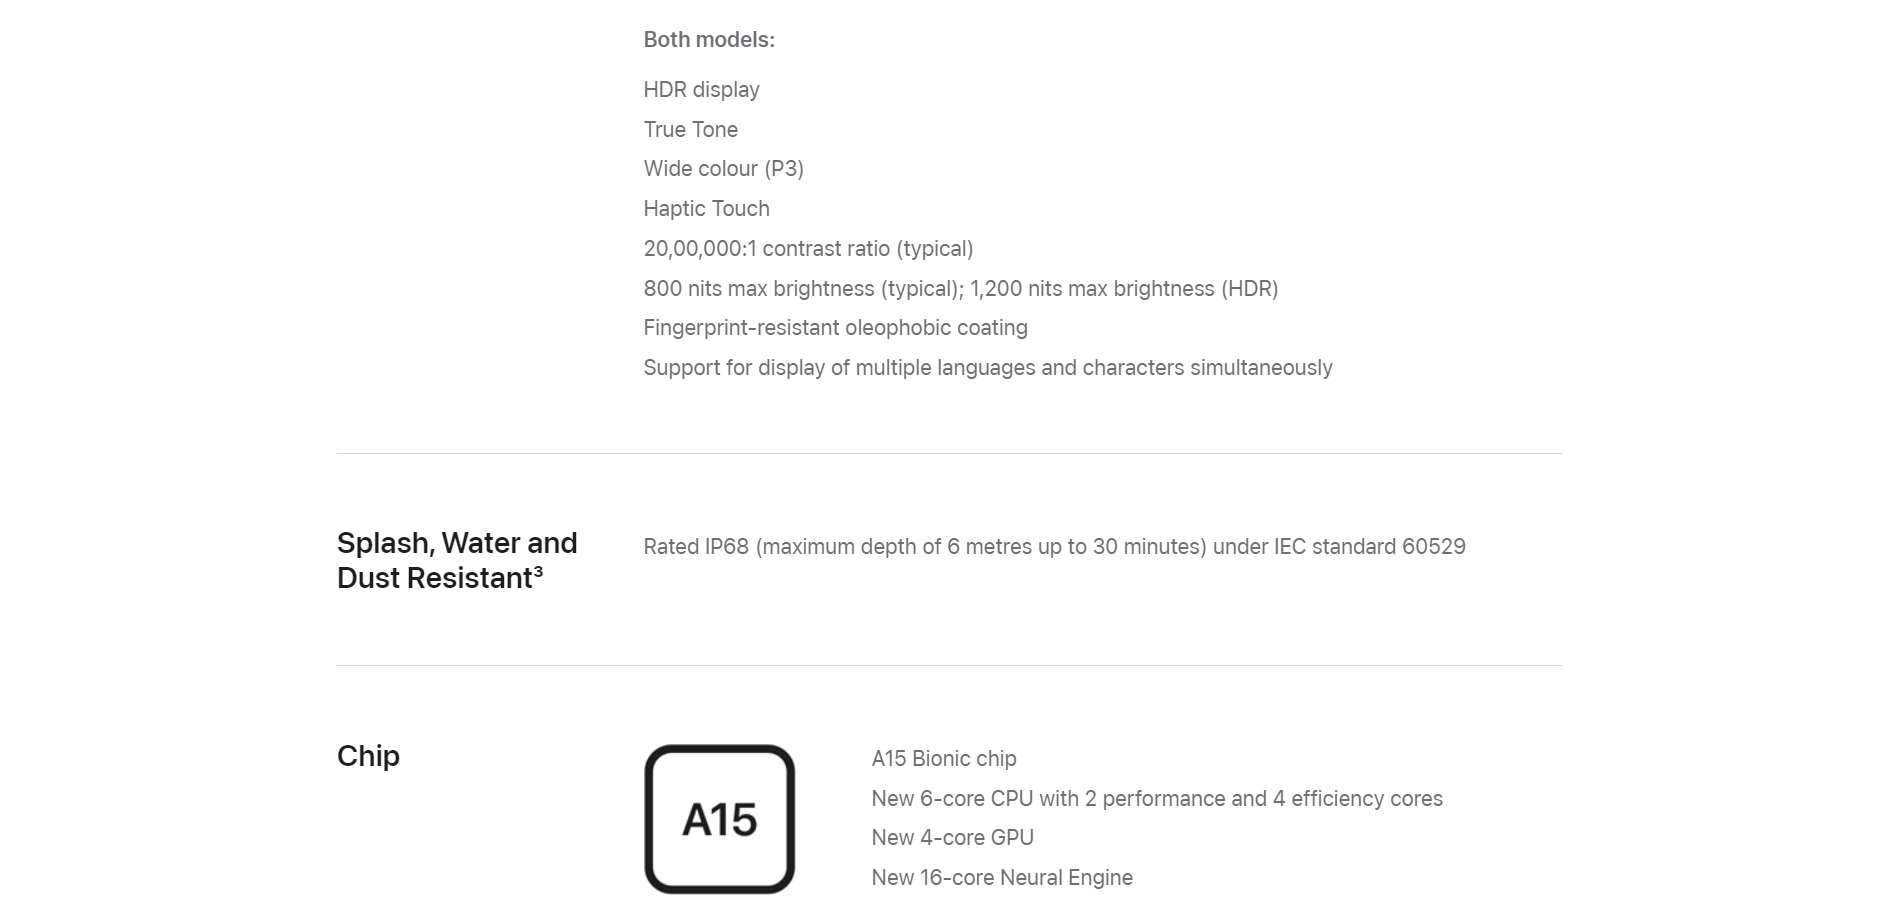 Both models:
HDR display
True Tone
Wide colour (P3)
Haptic Touch
20,00,000:1 contrast ratio (typical)
800 nits max brightness (typical); 1,200 nits max brightness (HDR)
Fingerprint-resistant oleophobic coating
Support for display of multiple languages and characters simultaneously
Splash, Water and
Dust Resistant³
Rated IP68 (maximum depth of 6 metres up to 30 minutes) under IEC standard 60529
Chip
A15
A15 Bionic chip
New 6-core CPU with 2 performance and 4 efficiency cores
New 4-core GPU
New 16-core Neural Engine